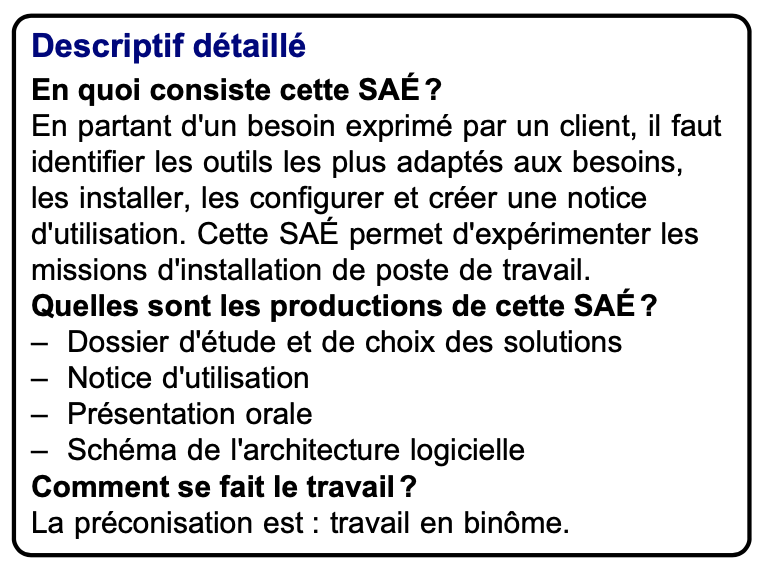 Descriptif détaillé
En quoi consiste cette SAÉ ?
En partant d'un besoin exprimé par un client, il faut
identifier les outils les plus adaptés aux besoins,
les installer, les configurer et créer une notice
d'utilisation. Cette SAÉ permet d'expérimenter les
missions d'installation de poste de travail.
Quelles sont les productions de cette SAÉ ?
– Dossier d'étude et de choix des solutions
– Notice d'utilisation
– Présentation orale
– Schéma de l'architecture logicielle
Comment se fait le travail ?
La préconisation est : travail en binôme.